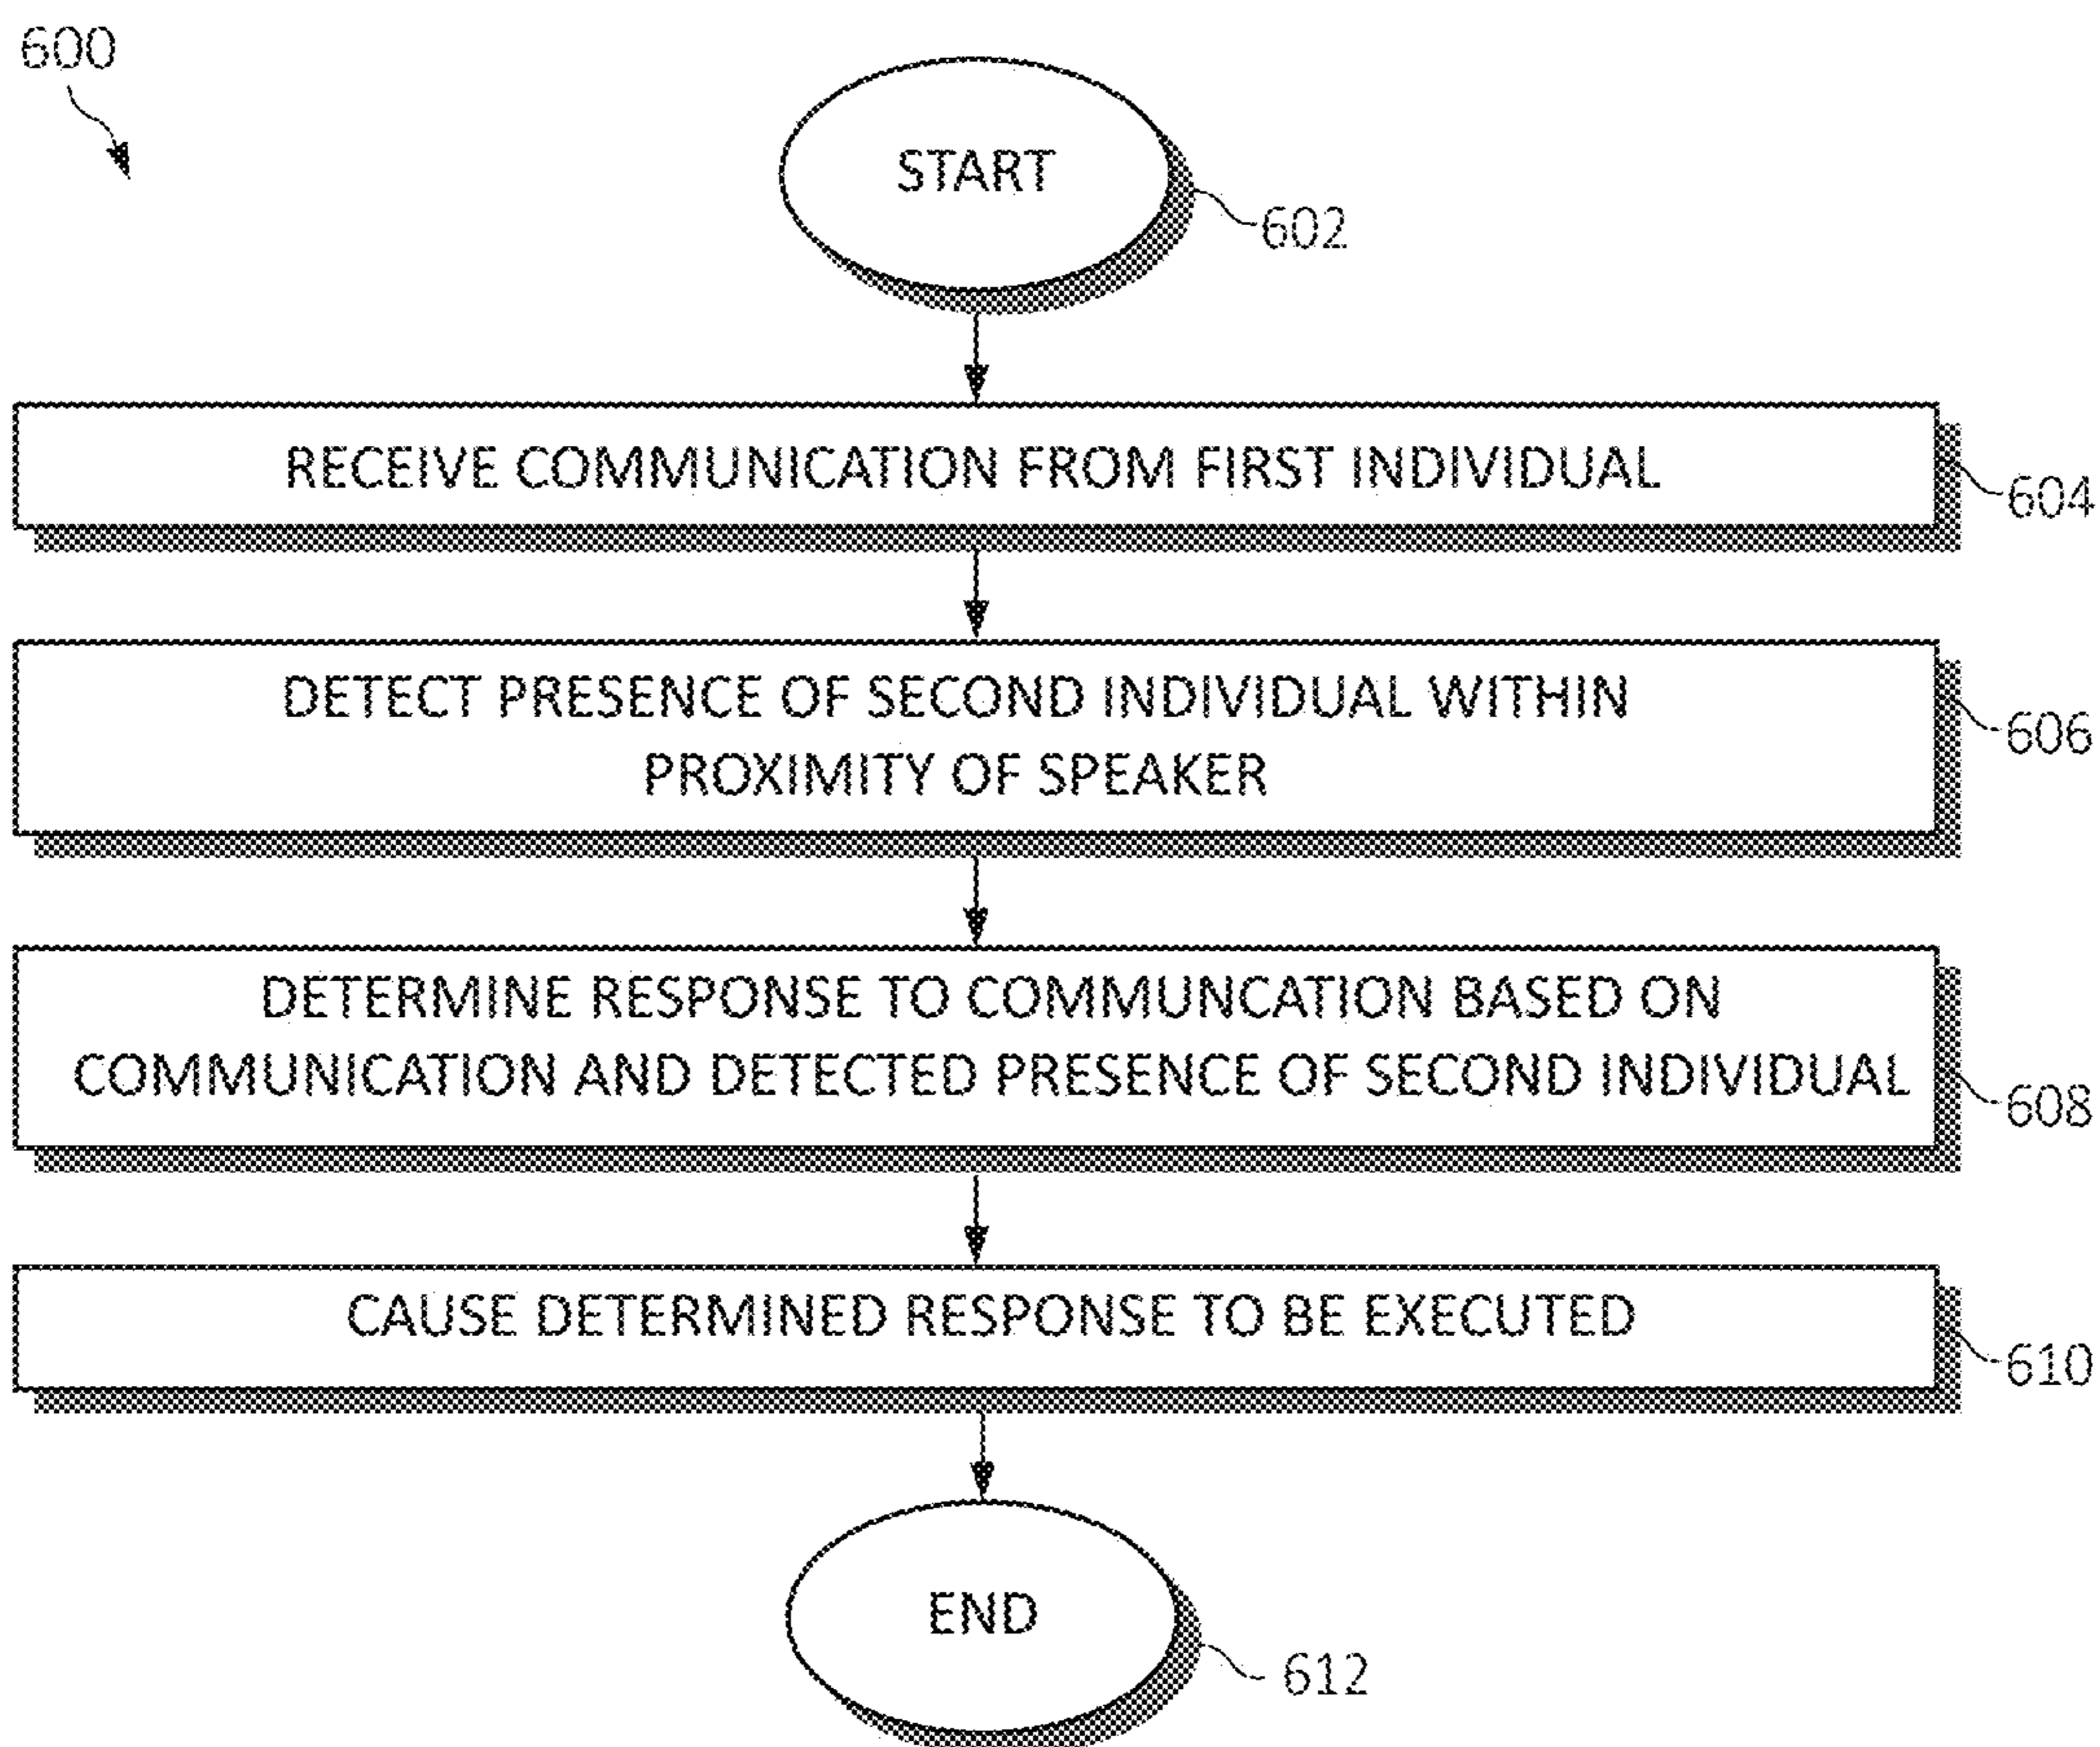 600
START
602
RECEIVE COMMUNICATION FROM FIRST INDIVIDUAL
604
DETECT PRESENCE OF SECOND INDIVIDUAL WITHIN
PROXIMITY OF SPEAKER
606
DETERMINE RESPONSE TO COMMUNCATION BASED ON
COMMUNICATION AND DETECTED PRESENCE OF SECOND INDIVIDUAL
608
CAUSE DETERMINED RESPONSE TO BE EXECUTED
610
END
612